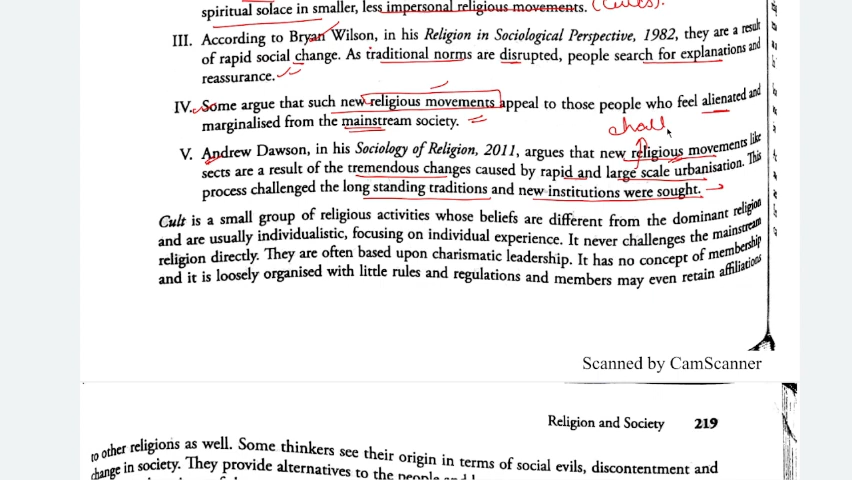 spiritual solace in smaller, less impersonal religious movements. (Cults).
III. According to Bryan Wilson, in his Religion in Sociological Perspective, 1982, they are a result
of rapid social change. As traditional norms are disrupted, people search for explanations and
reassurance.
IV. Some argue that such new religious movements appeal to those people who feel alienated and
marginalised from the mainstream society.
chall
V. Andrew Dawson, in his Sociology of Religion, 2011, argues that new religious movements like
sects are a result of the tremendous changes caused by rapid and large scale urbanisation. This
process challenged the long standing traditions and new institutions were sought.
Cult is a small group of religious activities whose beliefs are different from the dominant religion
and are usually individualistic, focusing on individual experience. It never challenges the mainstream
religion directly. They are often based upon charismatic leadership. It has no concept of membership
and it is loosely organised with little rules and regulations and members may even retain affiliations
Scanned by CamScanner
Religion and Society 219
to other religions as well. Some thinkers see their origin in terms of social evils, discontentment and
change in society. They provide alternatives to the people and